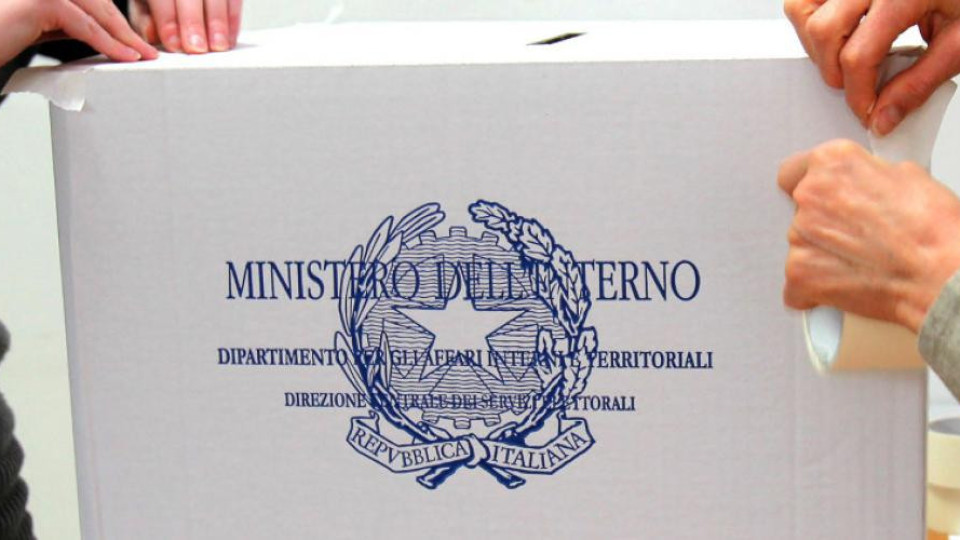 MINISTERO DELL'INTERNO
DIPARTIMENTO PER GLI AFFARI INTERNI E TERRITORIALI
DIREZIONE CENTRALE DEI SERVIZI ELETTORALI
REPVBBLICA ITALIANA